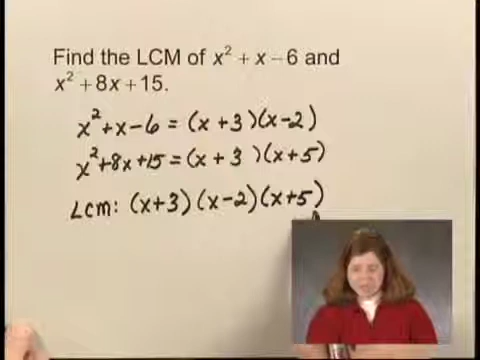 Find the LCM of x² + x − 6 and
x² + 8x + 15.
x² + x − 6 = (x + 3)(x − 2)
x² + 8x + 15 = (x + 3)(x + 5)
Lcm: (x+3)(x−2)(x+5)